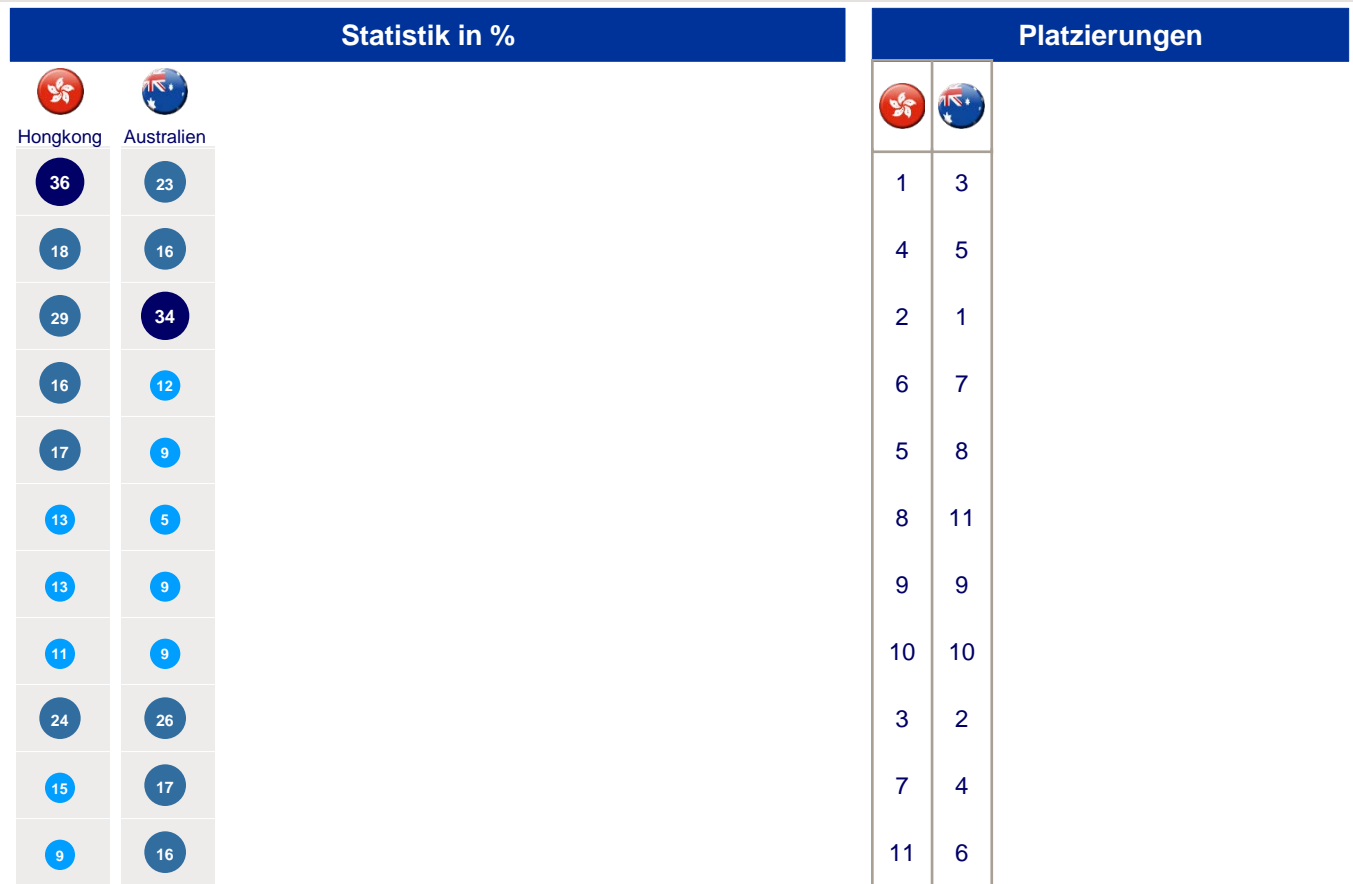 Statistik in % Platzierungen
Hongkong Australien
36 23 1 3
18 16 4 5
29 34 2 1
16 12 6 7
17 9 5 8
13 5 8 11
13 9 9 9
11 9 10 10
24 26 3 2
15 17 7 4
9 16 11 6